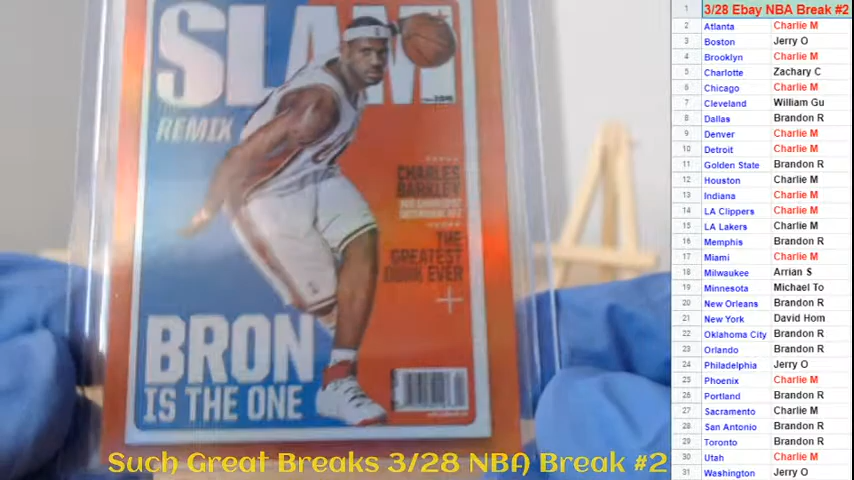 SLAM
REMIX
CHARLES
BARKLEY
THE
GREATEST
EVER
BRON
IS THE ONE
Such Great Breaks 3/28 NBA Break #2
1 3/28 Ebay NBA Break #2
2 Atlanta Charlie M
3 Boston Jerry O
4 Brooklyn Charlie M
5 Charlotte Zachary C
6 Chicago Charlie M
7 Cleveland William Gu
8 Dallas Brandon R
9 Denver Charlie M
10 Detroit Charlie M
11 Golden State Brandon R
12 Houston Charlie M
13 Indiana Charlie M
14 LA Clippers Charlie M
15 LA Lakers Charlie M
16 Memphis Brandon R
17 Miami Charlie M
18 Milwaukee Arrian S
19 Minnesota Michael To
20 New Orleans Brandon R
21 New York David Hom
22 Oklahoma City Brandon R
23 Orlando Brandon R
24 Philadelphia Jerry O
25 Phoenix Charlie M
26 Portland Brandon R
27 Sacramento Charlie M
28 San Antonio Brandon R
29 Toronto Brandon R
30 Utah Charlie M
31 Washington Jerry O